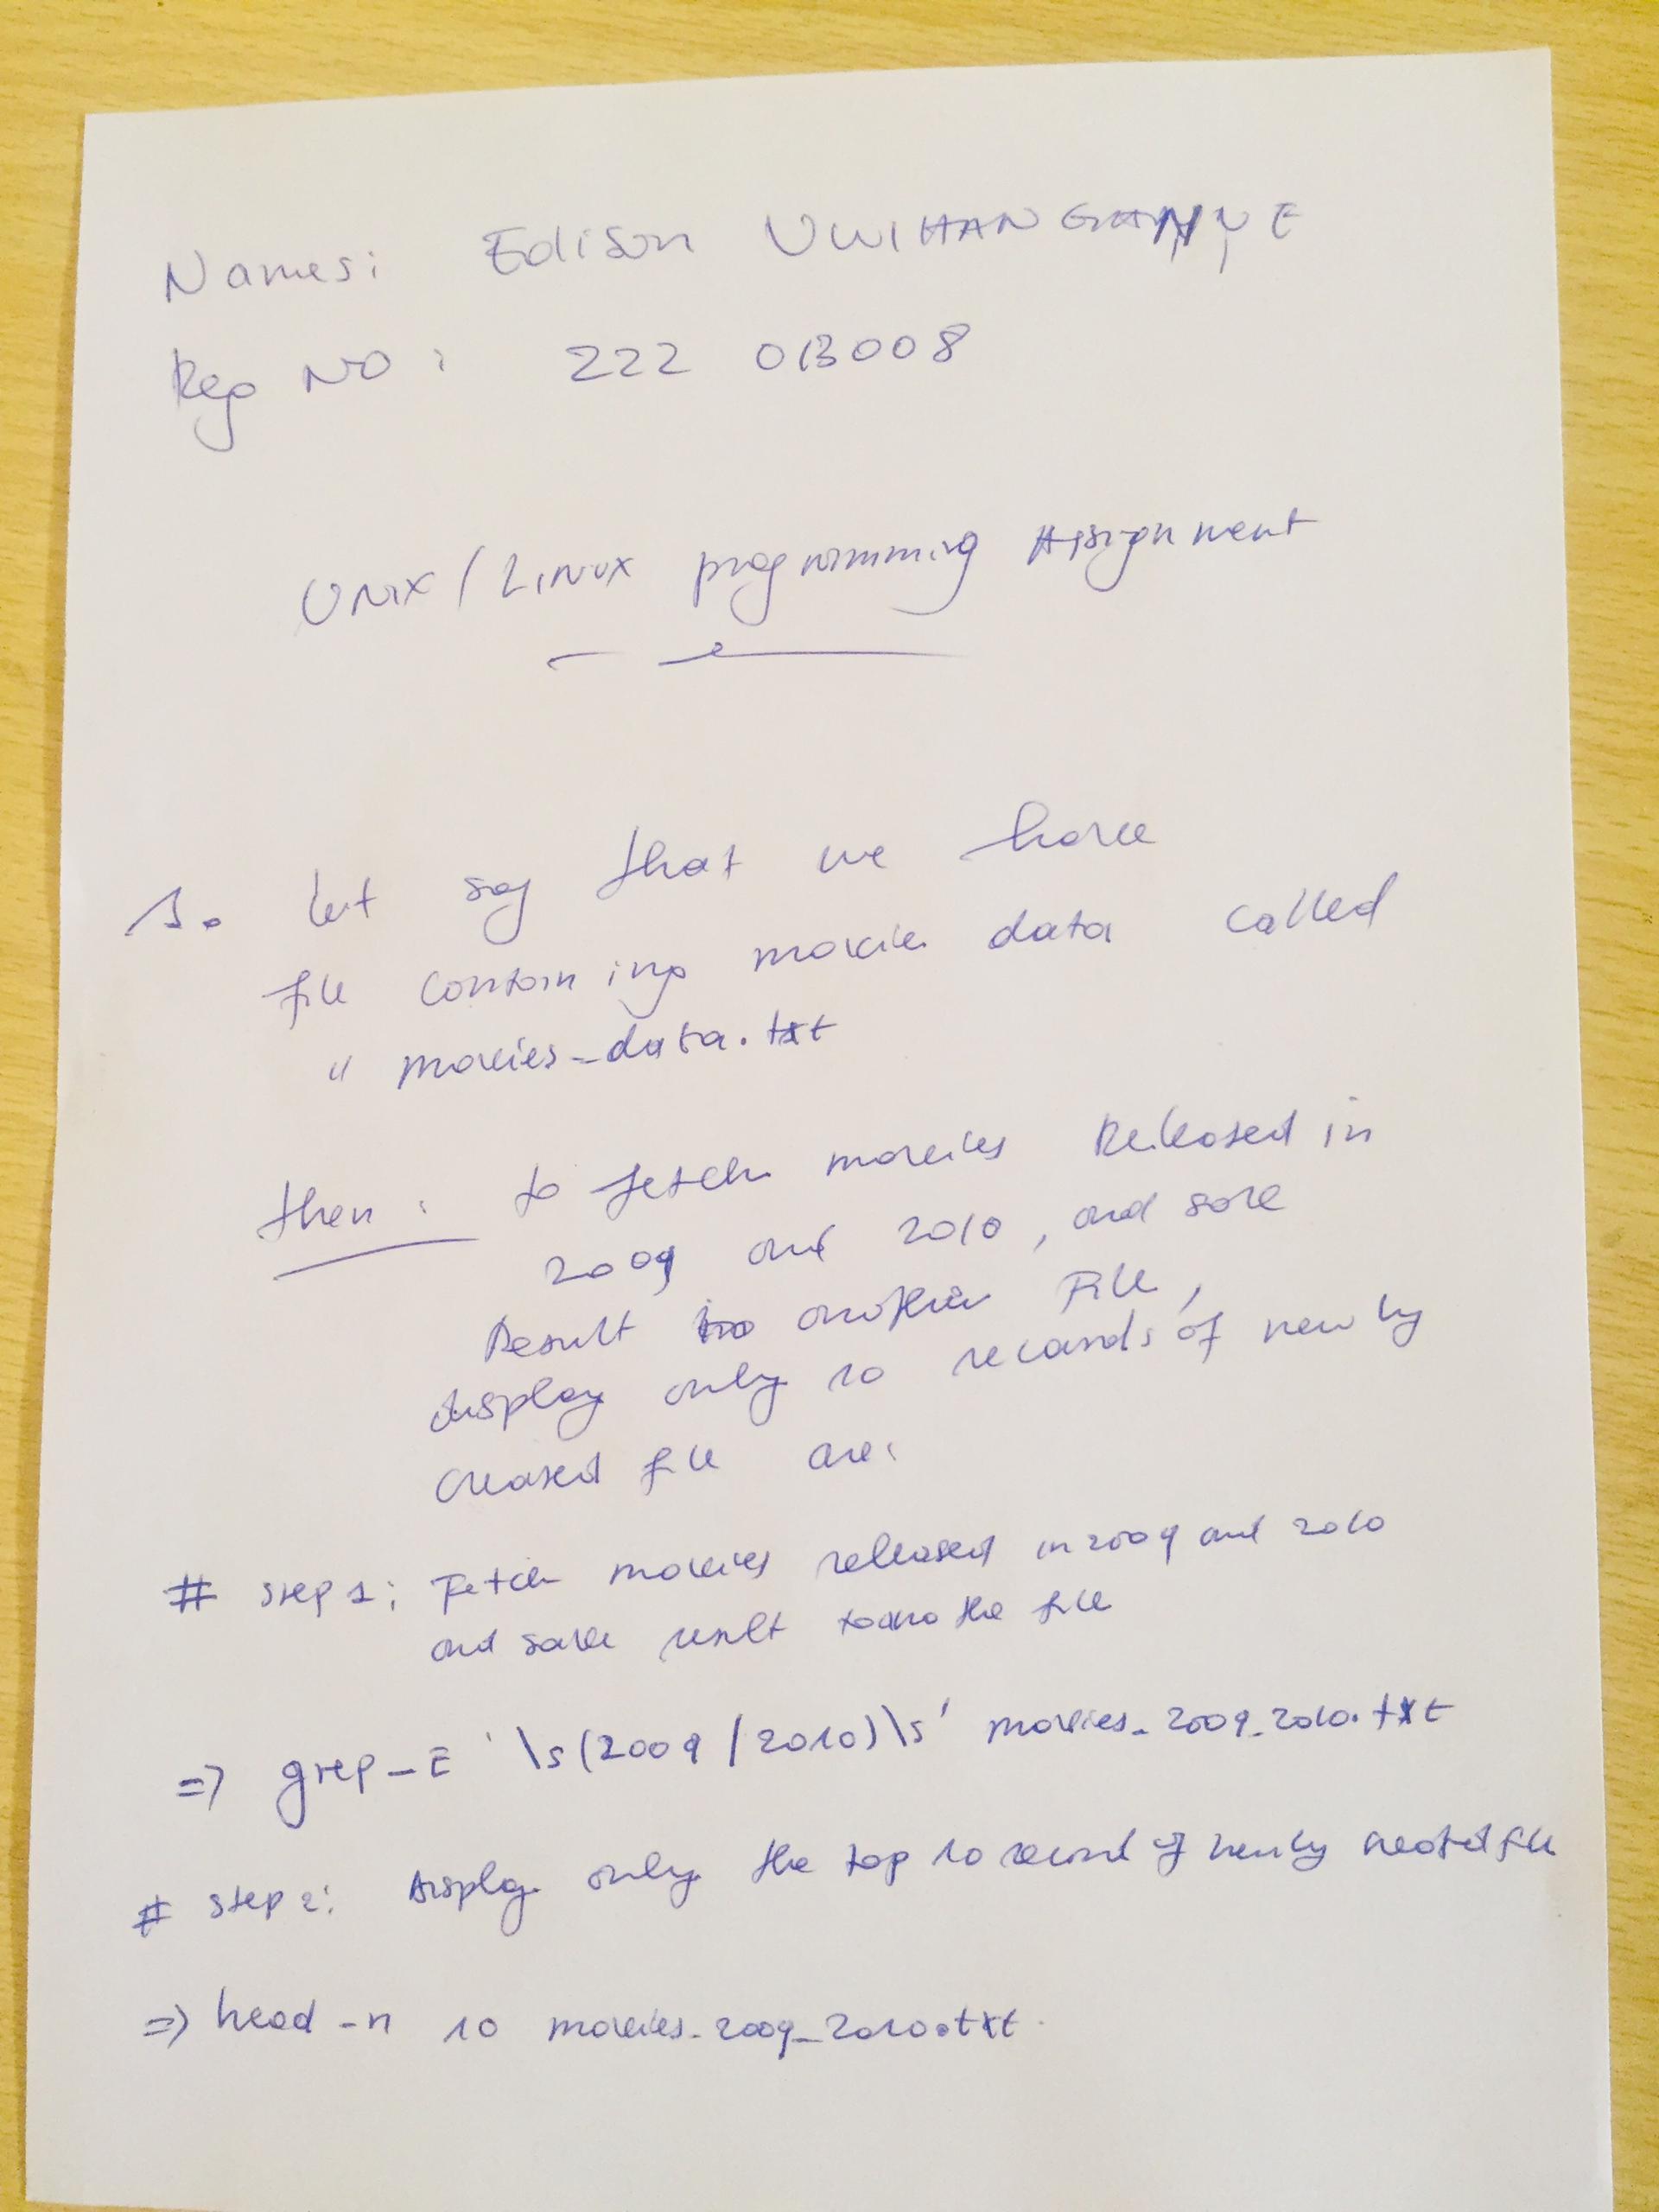 Names: Edison UWIHANGANYE
Reg NO: 222 013008
UNIX/LINUX programming Assignment
1. let say that we have
file containing movie data called
" movies_data.txt
then: to fetch movies Released in
2009 and 2010, and save
Result to another File,
display only 10 records of newly
created file are:
# step 1: Fetch movies released in 2009 and 2010
and save result to the file
=> grep -E '\s(2009|2010)\s' movies_2009_2010.txt
# step 2: display only the top 10 record of newly created file
=> head -n 10 movies_2009_2010.txt.